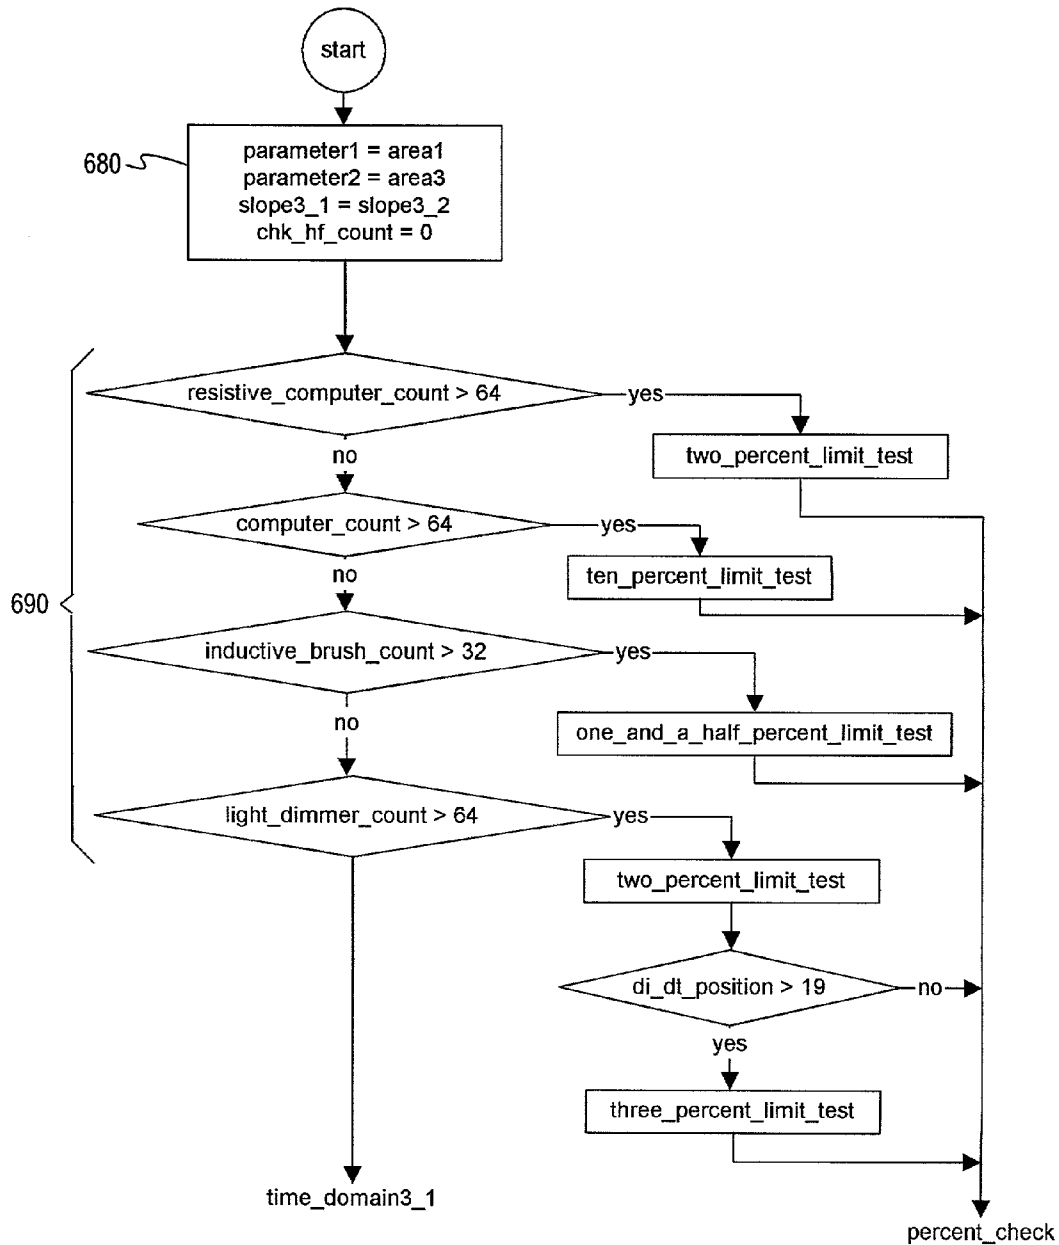 start
680
parameter1 = area1
parameter2 = area3
slope3_1 = slope3_2
chk_hf_count = 0
resistive_computer_count > 64
yes
two_percent_limit_test
no
computer_count > 64
yes
ten_percent_limit_test
no
690
inductive_brush_count > 32
yes
one_and_a_half_percent_limit_test
no
light_dimmer_count > 64
yes
two_percent_limit_test
di_dt_position > 19
no
yes
three_percent_limit_test
time_domain3_1
percent_check